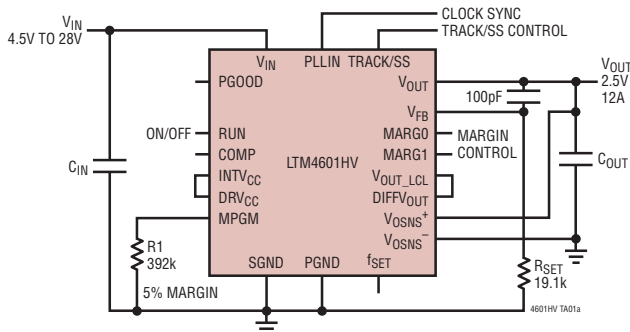 CLOCK SYNC
TRACK/SS CONTROL
VIN
4.5V TO 28V
VIN
PLLIN
TRACK/SS
PGOOD
VOUT
VOUT
2.5V
12A
100pF
VFB
ON/OFF
RUN
MARG0
MARGIN
CONTROL
COMP
LTM4601HV
MARG1
CIN
INTVCC
VOUT_LCL
COUT
DRVCC
DIFFVOUT
MPGM
VOSNS+
VOSNS–
R1
392k
5% MARGIN
SGND
PGND
fSET
RSET
19.1k
4601HV TA01a